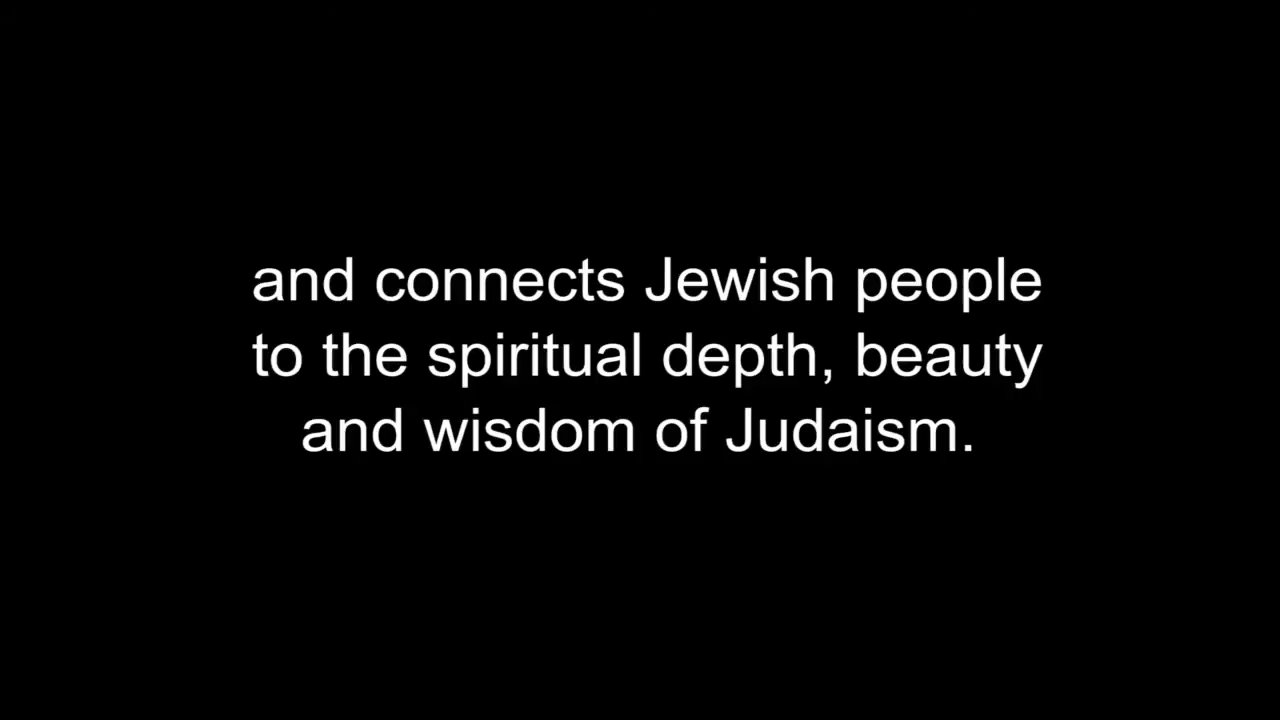 and connects Jewish people
to the spiritual depth, beauty
and wisdom of Judaism.